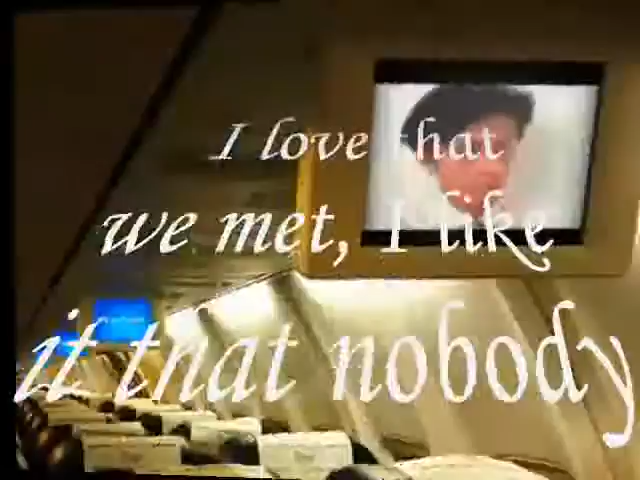 I love that
we met, I like
it that nobody